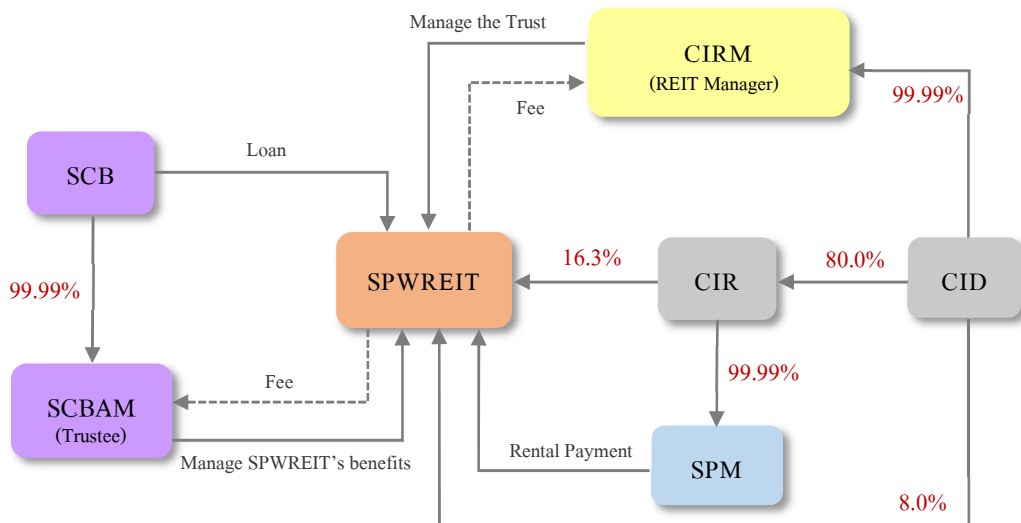 Manage the Trust
CIRM
(REIT Manager)
99.99%
Fee
Loan
SCB
SPWREIT
16.3%
CIR
80.0%
CID
99.99%
99.99%
Fee
SCBAM
(Trustee)
Manage SPWREIT’s benefits
Rental Payment
SPM
8.0%